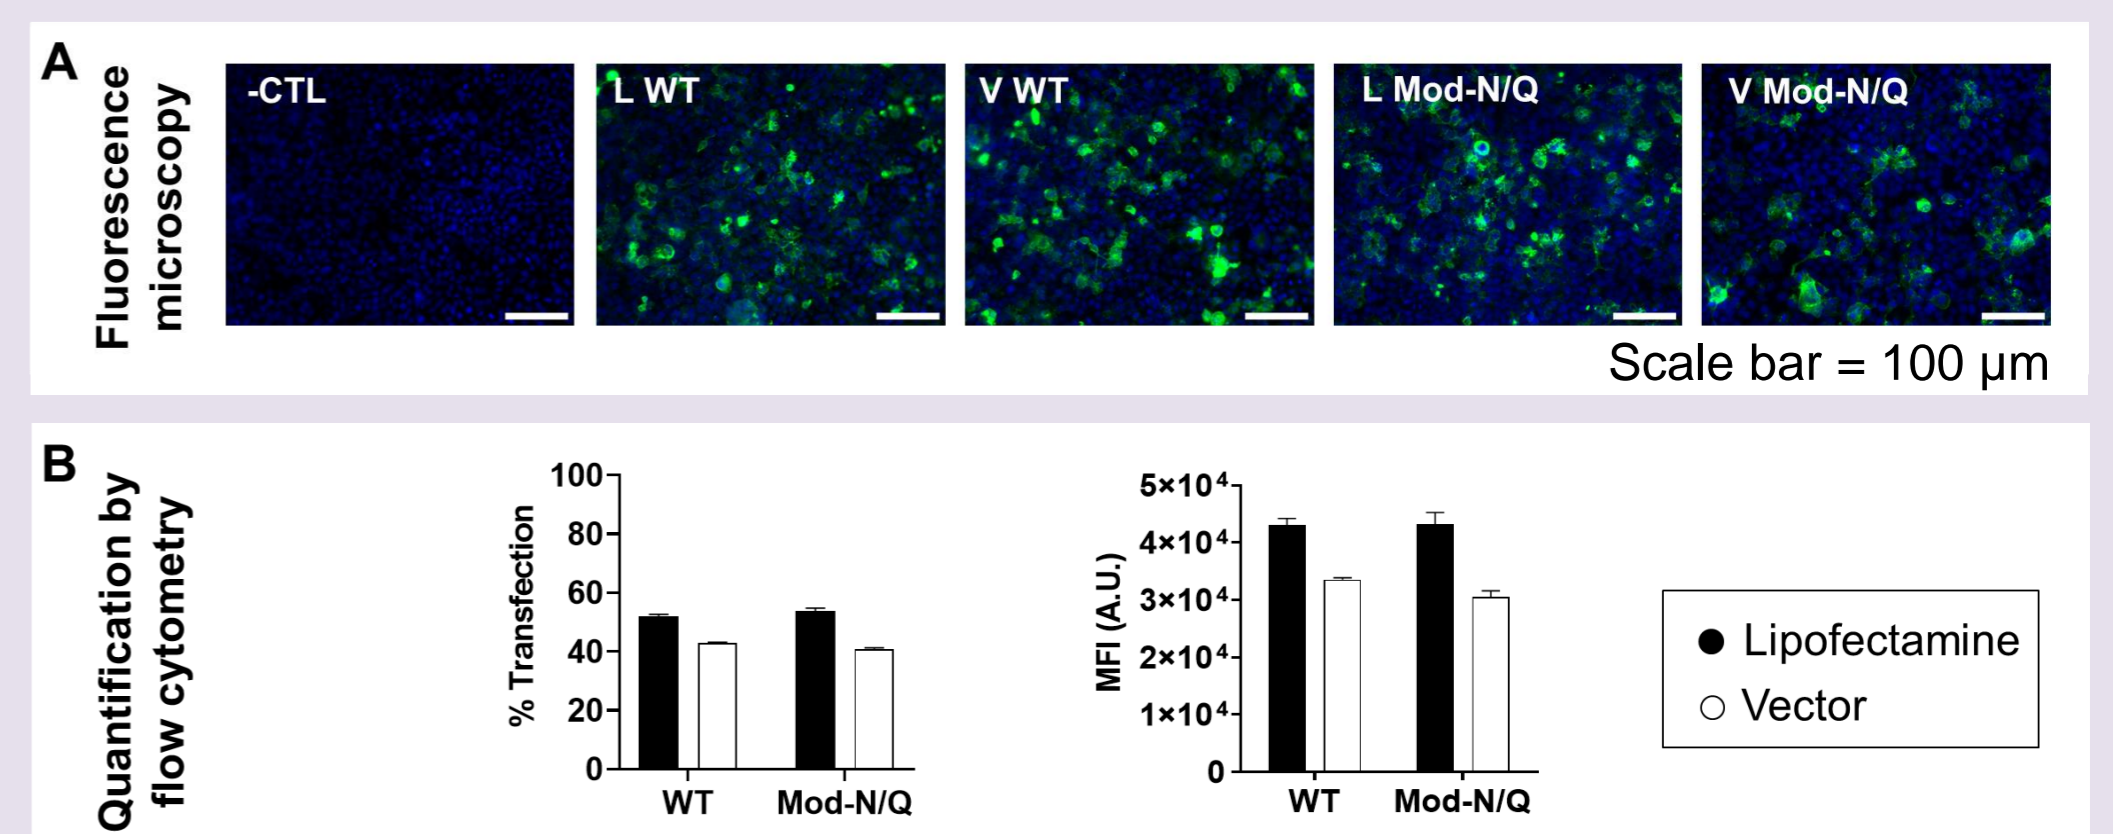 A
Fluorescence
microscopy
-CTL
L WT
V WT
L Mod-N/Q
V Mod-N/Q
Scale bar = 100 µm
B
Quantification by
flow cytometry
% Transfection
100
80
60
40
20
0
WT
Mod-N/Q
MFI (A.U.)
5×10⁴
4×10⁴
3×10⁴
2×10⁴
1×10⁴
0
WT
Mod-N/Q
Lipofectamine
Vector